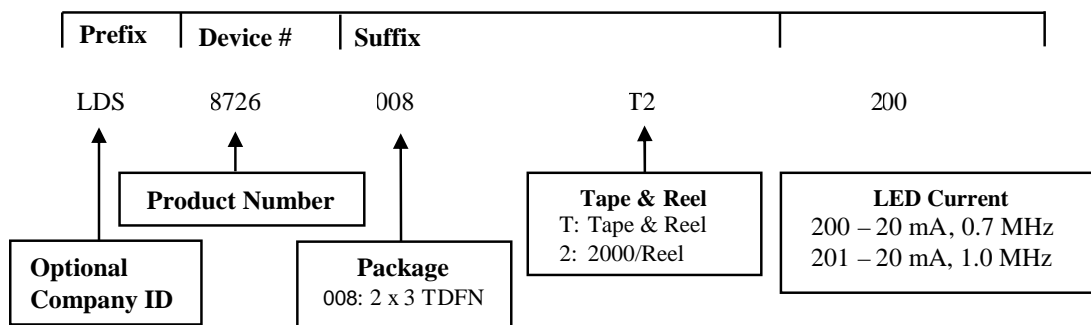 Prefix Device # Suffix
LDS 8726 008 T2 200
Product Number
Optional
Company ID
Package
008: 2 x 3 TDFN
Tape & Reel
T: Tape & Reel
2: 2000/Reel
LED Current
200 – 20 mA, 0.7 MHz
201 – 20 mA, 1.0 MHz